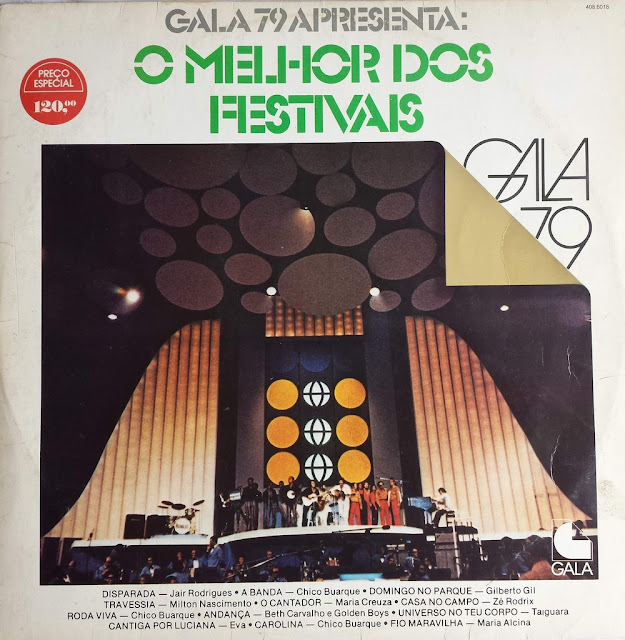 408.6018
GALA 79 APRESENTA:
O MELHOR DOS
FESTIVAIS
PREÇO
ESPECIAL
120,00
GALA
79
GALA
DISPARADA — Jair Rodrigues • A BANDA — Chico Buarque • DOMINGO NO PARQUE — Gilberto Gil
TRAVESSIA — Milton Nascimento • O CANTADOR — Maria Creuza • CASA NO CAMPO — Zé Rodrix
RODA VIVA — Chico Buarque • ANDANÇA — Beth Carvalho e Golden Boys • UNIVERSO NO TEU CORPO — Taiguara
CANTIGA POR LUCIANA — Eva • CAROLINA — Chico Buarque • FIO MARAVILHA — Maria Alcina